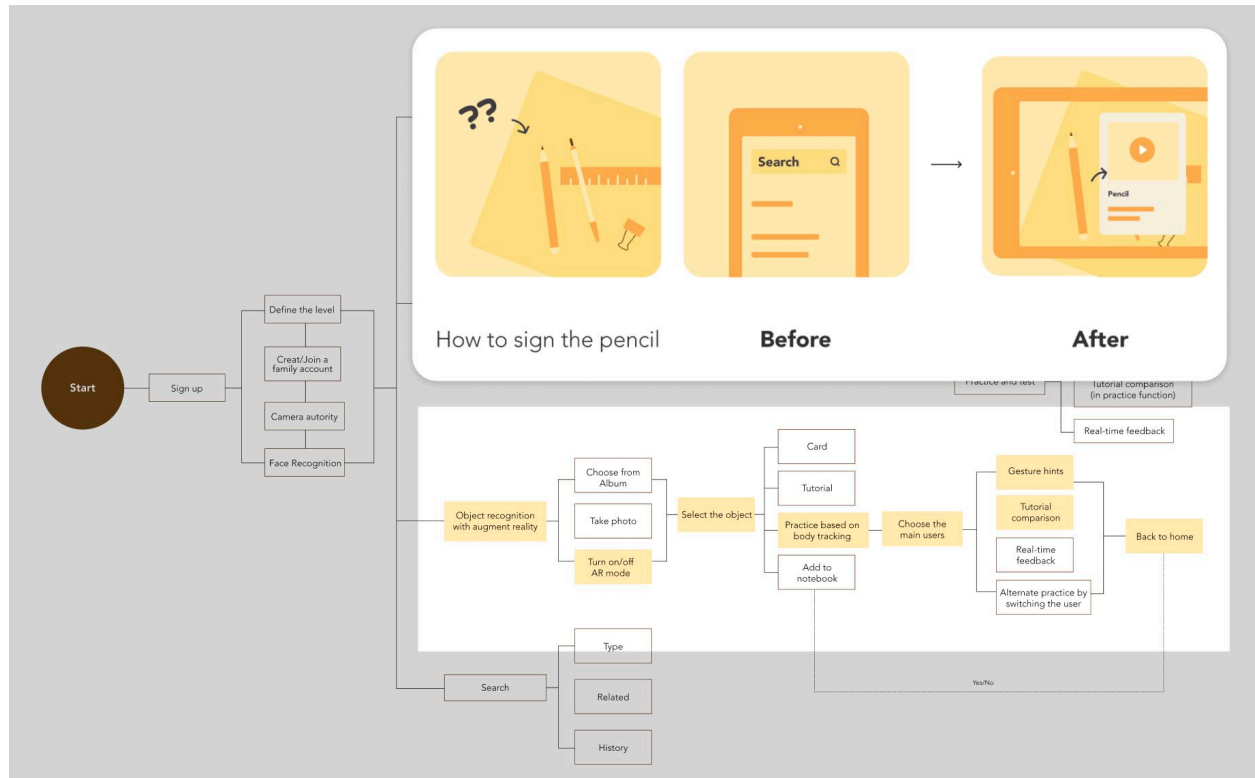 ??
Search
Pencil
How to sign the pencil
Before
After
Start
Sign up
Define the level
Creat/Join a
family account
Camera autority
Face Recognition
Practice and test
Tutorial comparison
(in practice function)
Real-time feedback
Object recognition
with augment reality
Choose from
Album
Take photo
Turn on/off
AR mode
Select the object
Card
Tutorial
Practice based on
body tracking
Add to
notebook
Choose the
main users
Gesture hints
Tutorial
comparison
Real-time
feedback
Alternate practice by
switching the user
Back to home
Yes/No
Search
Type
Related
History